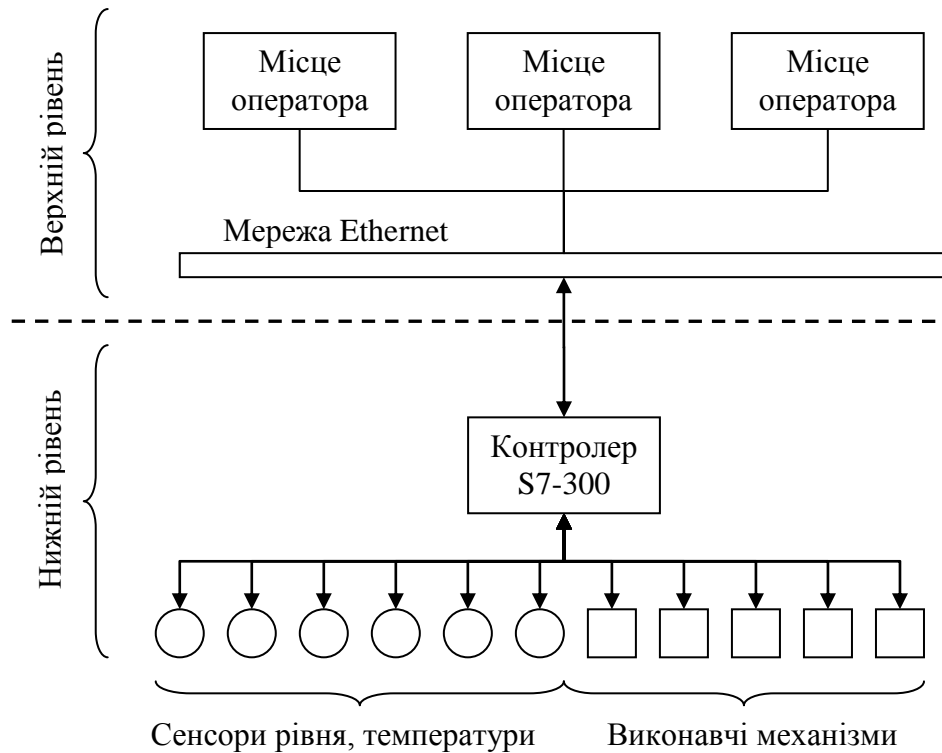 Верхній рівень
Місце
оператора
Місце
оператора
Місце
оператора
Мережа Ethernet
Нижній рівень
Контролер
S7-300
Сенсори рівня, температури
Виконавчі механізми